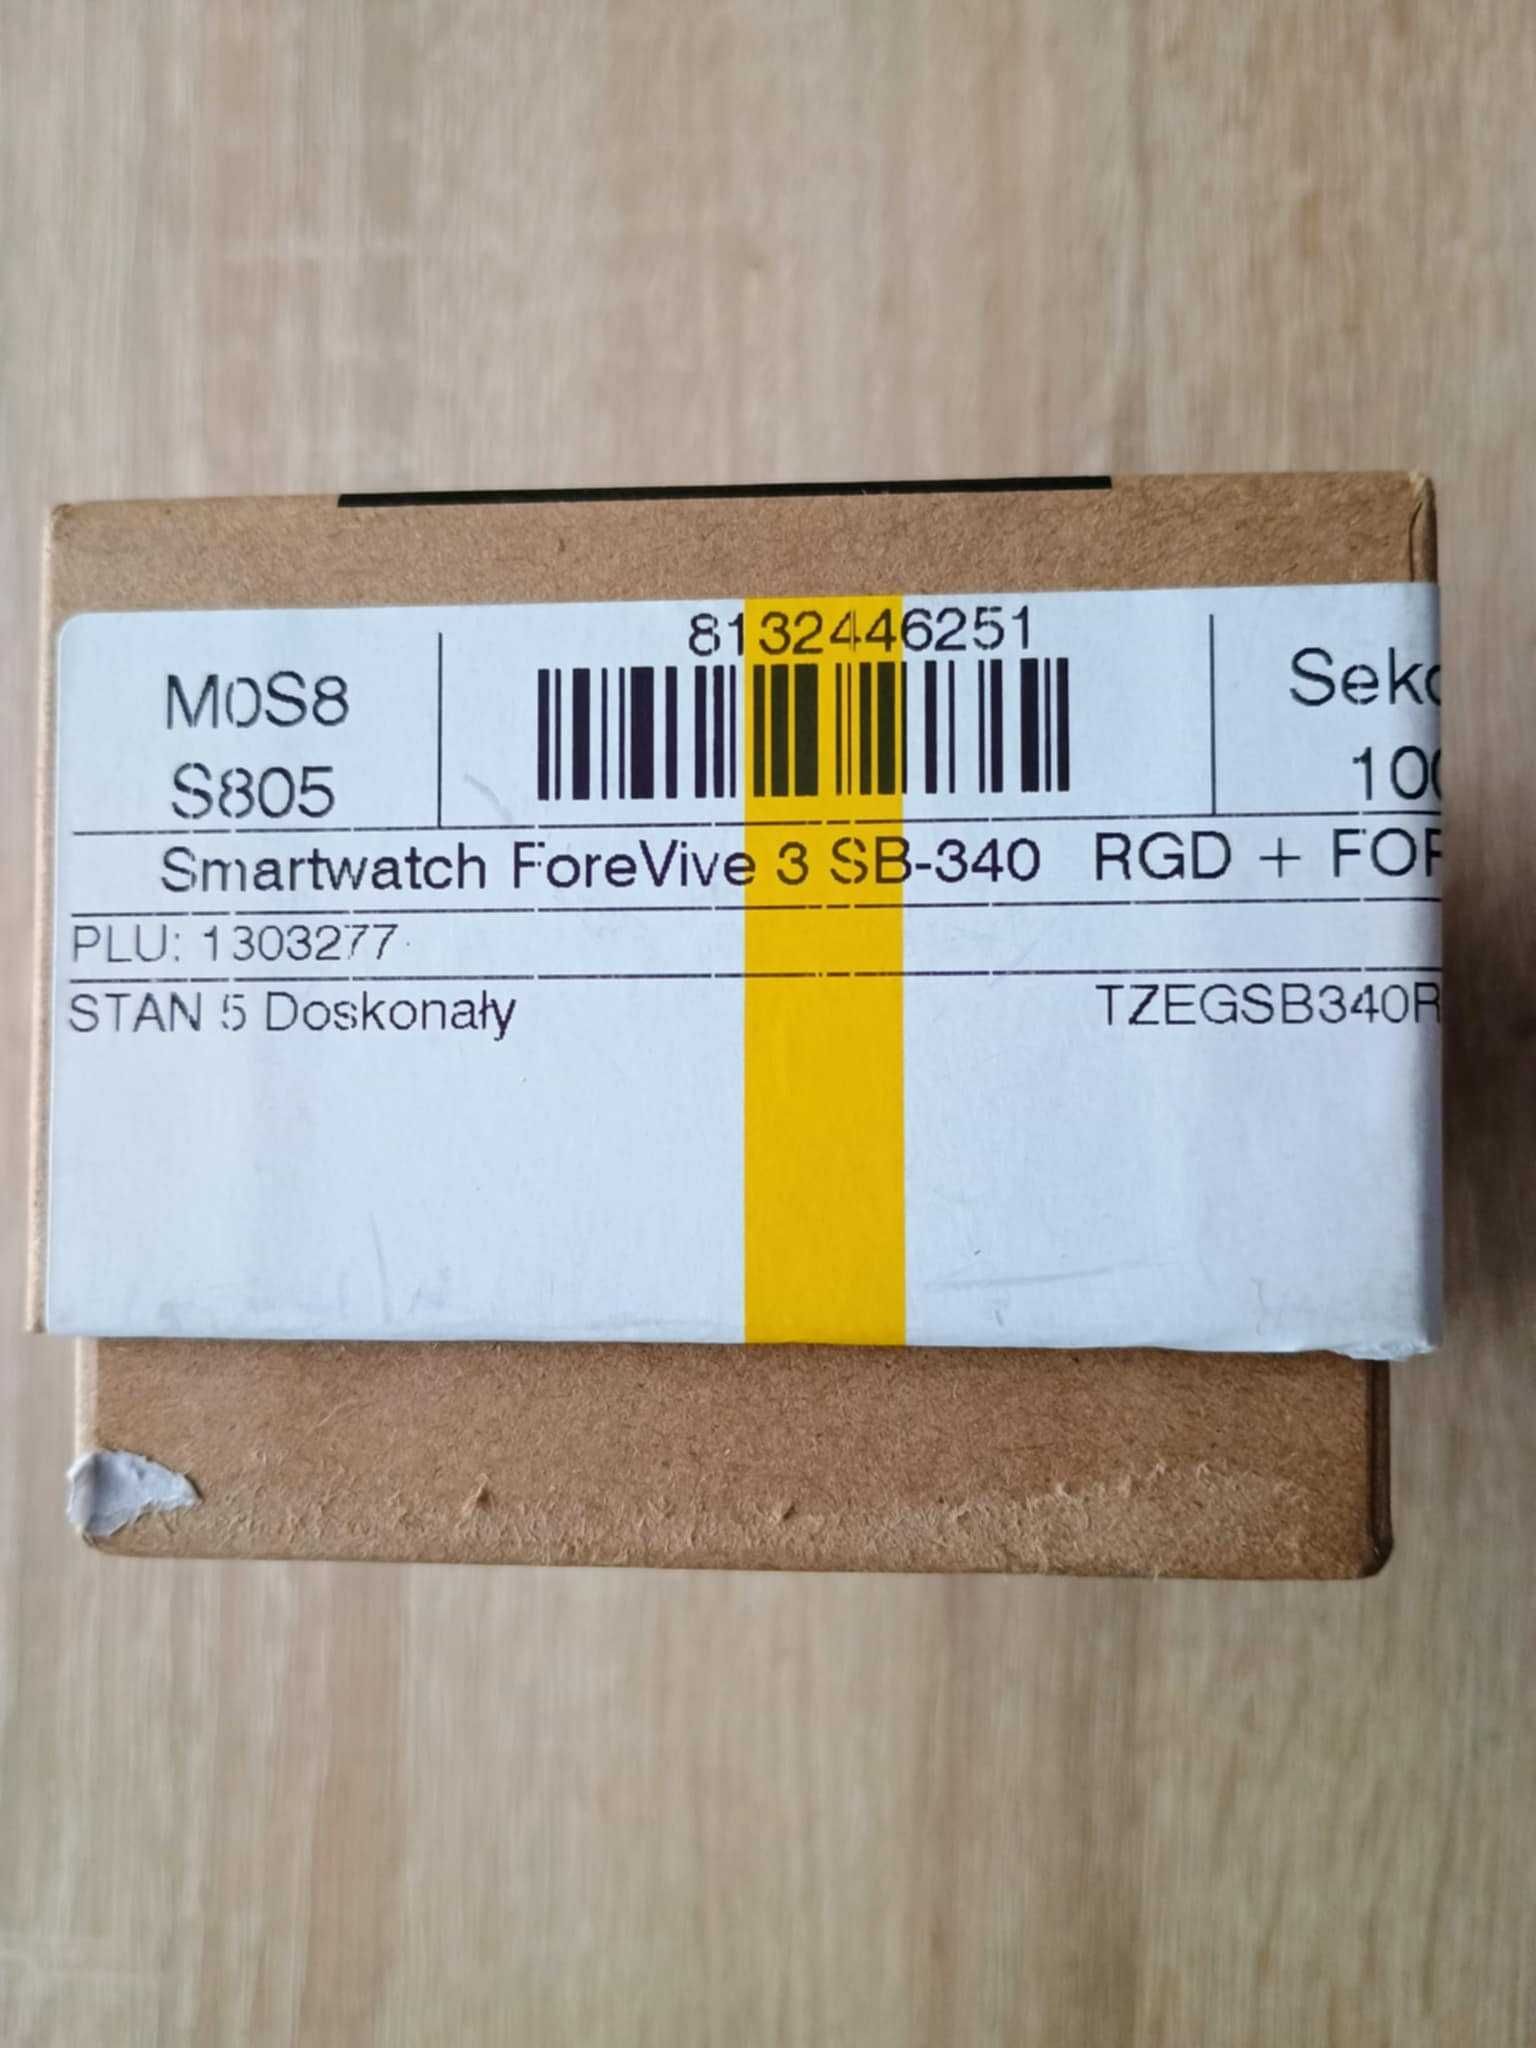 8132446251
M0S8
S805
Smartwatch ForeVive 3 SB-340 RGD +
PLU: 1303277
STAN 5 Doskonały